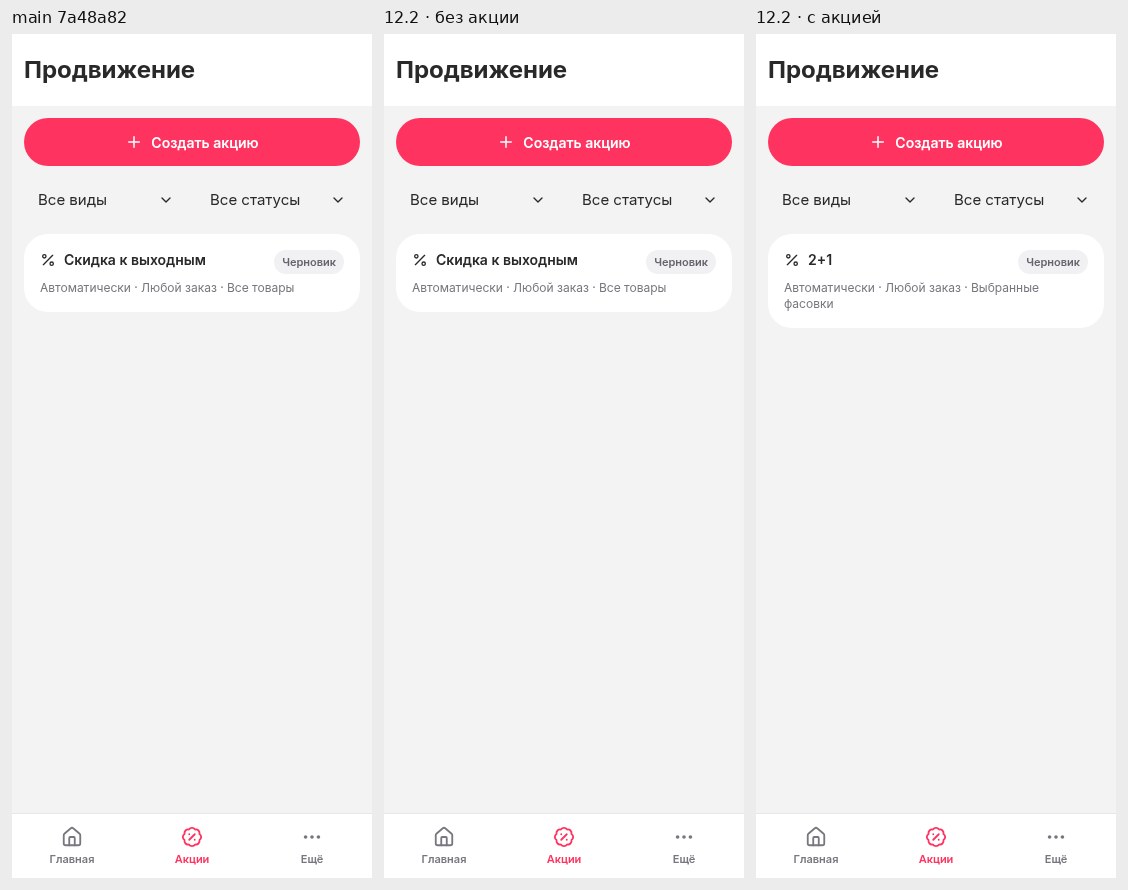 main 7a48a82
Продвижение
Создать акцию
Все виды
Все статусы
Скидка к выходным
Черновик
Автоматически · Любой заказ · Все товары
Главная
Акции
Ещё
12.2 · без акции
Продвижение
Создать акцию
Все виды
Все статусы
Скидка к выходным
Черновик
Автоматически · Любой заказ · Все товары
Главная
Акции
Ещё
12.2 · с акцией
Продвижение
Создать акцию
Все виды
Все статусы
2+1
Черновик
Автоматически · Любой заказ · Выбранные
фасовки
Главная
Акции
Ещё